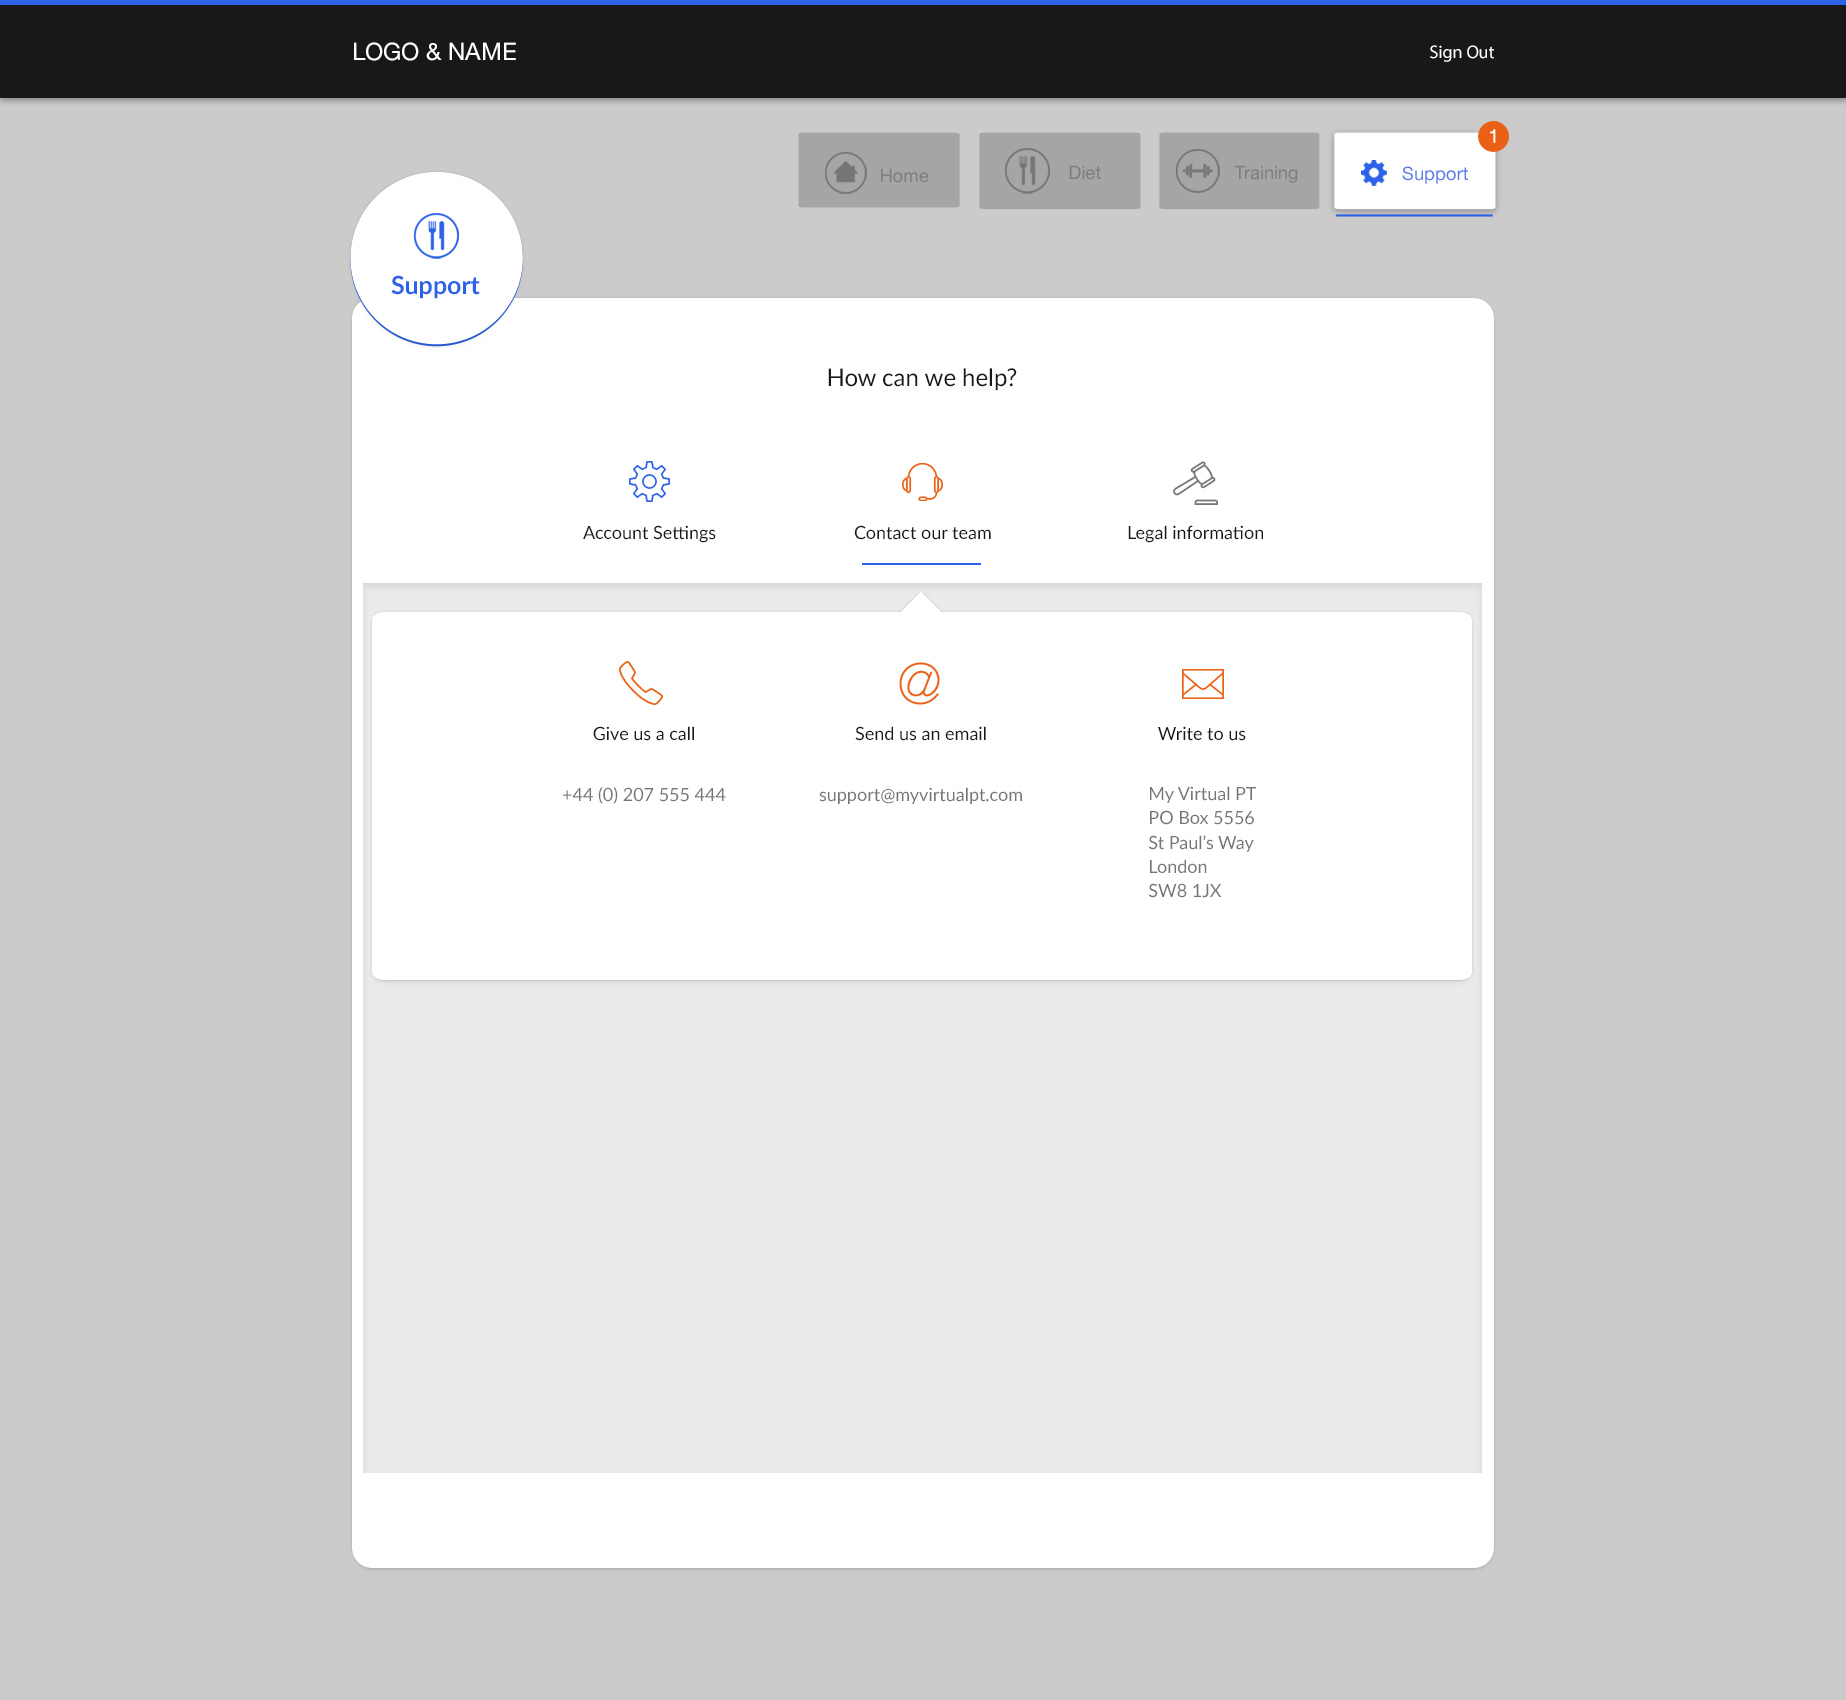 LOGO & NAME
Sign Out
Home
Diet
Training
Support
1
Support
How can we help?
Account Settings
Contact our team
Legal information
Give us a call
Send us an email
Write to us
+44 (0) 207 555 444
support@myvirtualpt.com
My Virtual PT
PO Box 5556
St Paul's Way
London
SW8 1JX